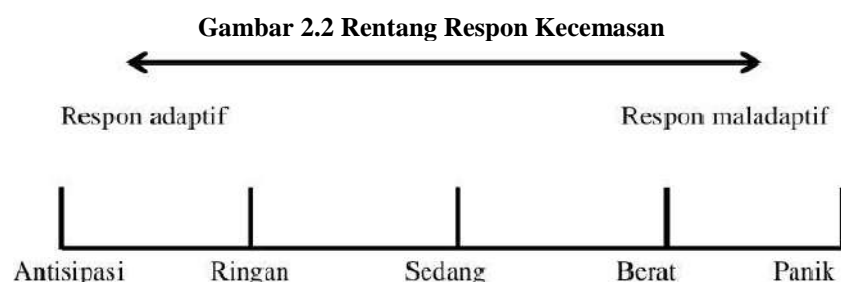 Gambar 2.2 Rentang Respon Kecemasan
Respon adaptif Respon maladaptif
Antisipasi Ringan Sedang Berat Panik